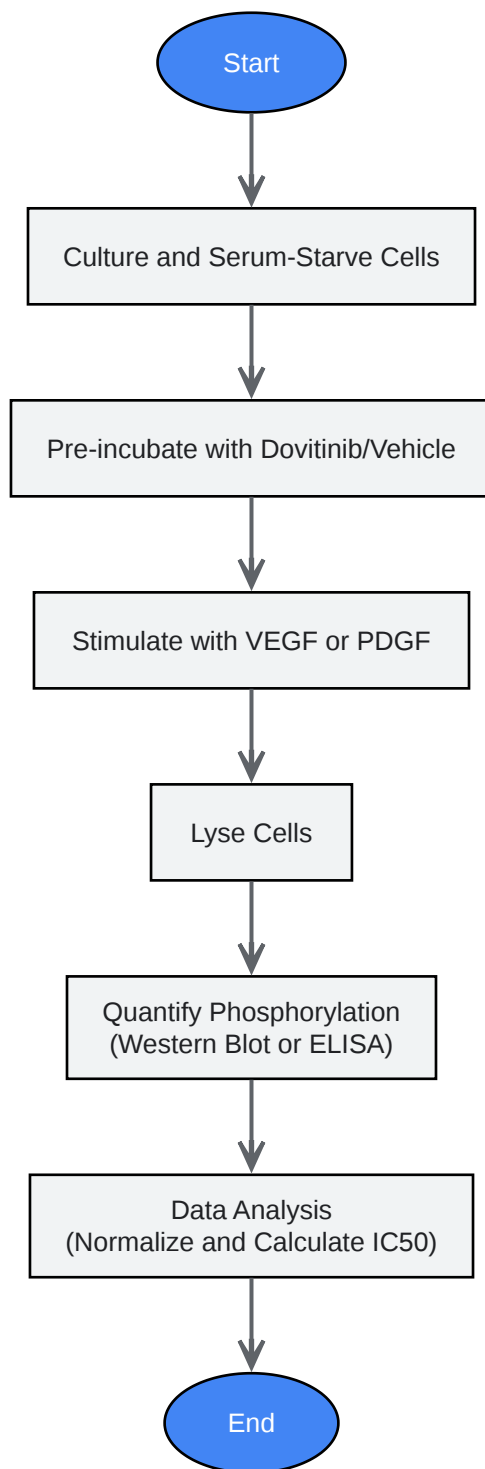 Start
Culture and Serum-Starve Cells
Pre-incubate with Dovitinib/Vehicle
Stimulate with VEGF or PDGF
Lyse Cells
Quantify Phosphorylation
(Western Blot or ELISA)
Data Analysis
(Normalize and Calculate IC50)
End